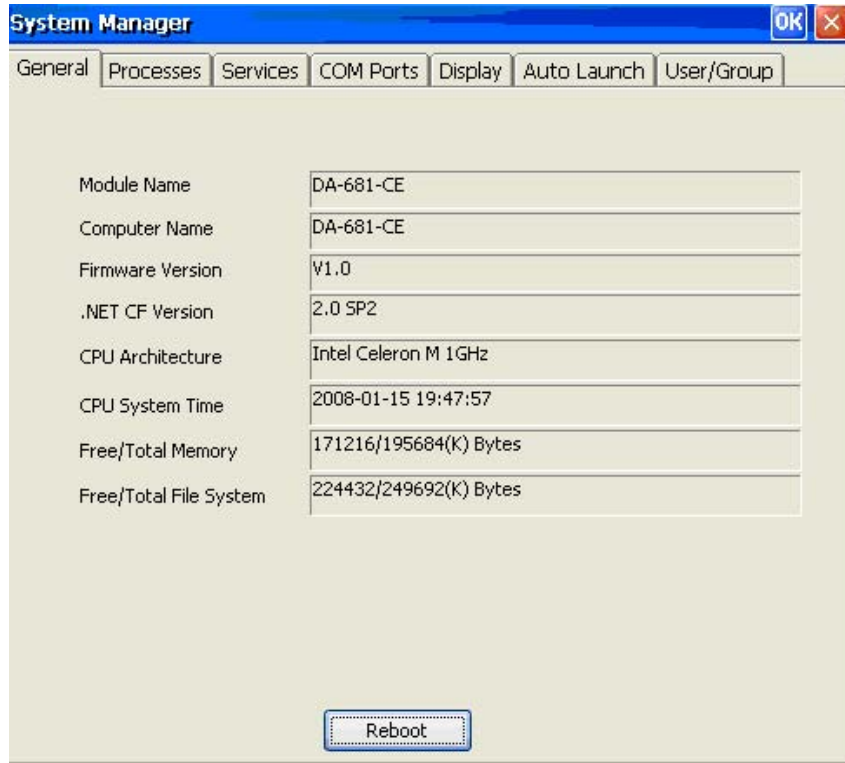 System Manager OK
General Processes Services COM Ports Display Auto Launch User/Group
Module Name DA-681-CE
Computer Name DA-681-CE
Firmware Version V1.0
.NET CF Version 2.0 SP2
CPU Architecture Intel Celeron M 1GHz
CPU System Time 2008-01-15 19:47:57
Free/Total Memory 171216/195684(K) Bytes
Free/Total File System 224432/249692(K) Bytes
Reboot